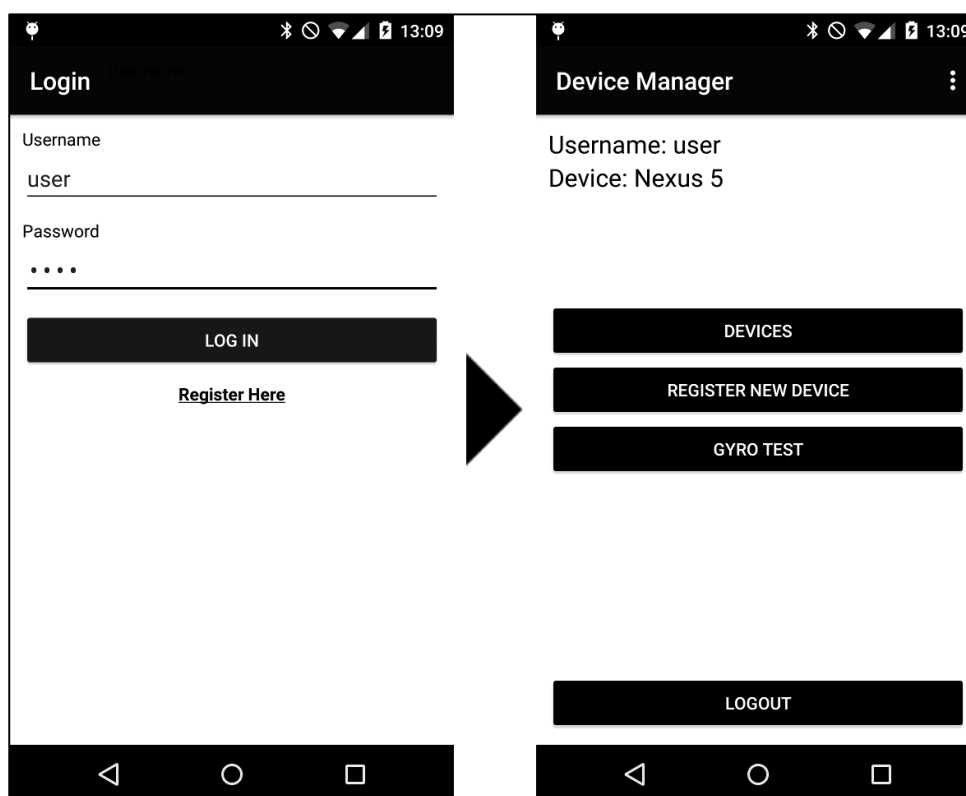 13:09
Login
Username
Username
user
Password
••••
LOG IN
Register Here
13:09
Device Manager
Username: user
Device: Nexus 5
DEVICES
REGISTER NEW DEVICE
GYRO TEST
LOGOUT